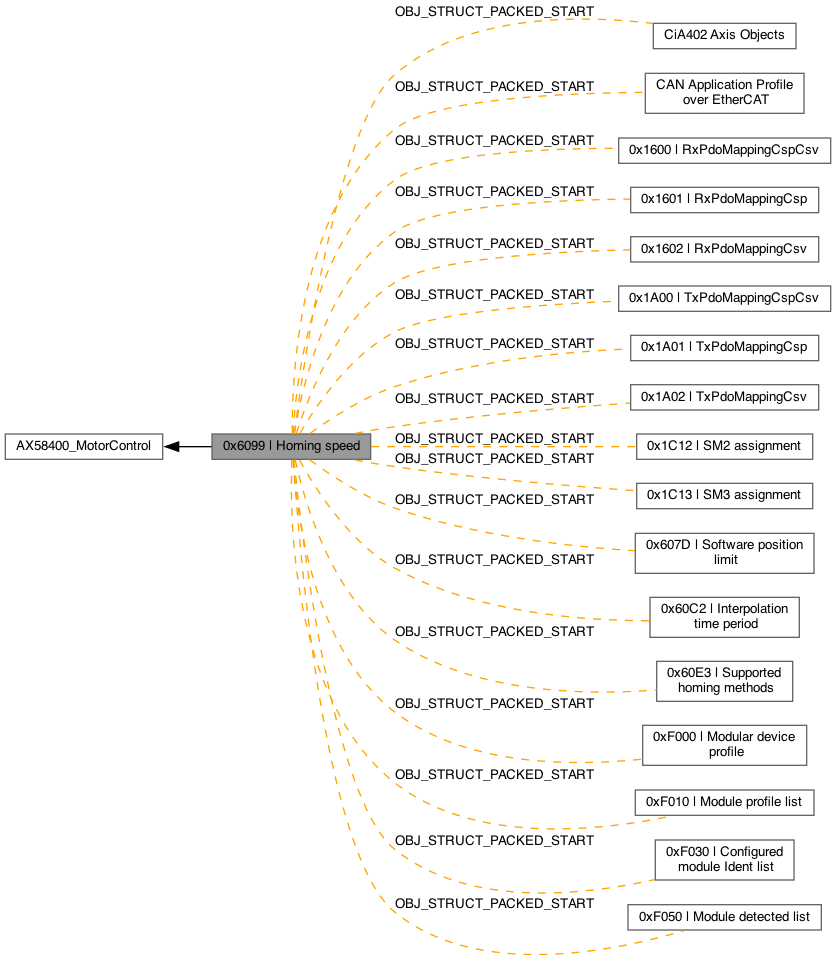 OBJ_STRUCT_PACKED_START
CiA402 Axis Objects
OBJ_STRUCT_PACKED_START
CAN Application Profile
over EtherCAT
OBJ_STRUCT_PACKED_START
0x1600 | RxPdoMappingCspCsv
OBJ_STRUCT_PACKED_START
0x1601 | RxPdoMappingCsp
OBJ_STRUCT_PACKED_START
0x1602 | RxPdoMappingCsv
OBJ_STRUCT_PACKED_START
0x1A00 | TxPdoMappingCspCsv
OBJ_STRUCT_PACKED_START
0x1A01 | TxPdoMappingCsp
OBJ_STRUCT_PACKED_START
0x1A02 | TxPdoMappingCsv
AX58400_MotorControl
0x6099 | Homing speed
OBJ_STRUCT_PACKED_START
0x1C12 | SM2 assignment
OBJ_STRUCT_PACKED_START
0x1C13 | SM3 assignment
OBJ_STRUCT_PACKED_START
0x607D | Software position
limit
OBJ_STRUCT_PACKED_START
0x60C2 | Interpolation
time period
OBJ_STRUCT_PACKED_START
0x60E3 | Supported
homing methods
OBJ_STRUCT_PACKED_START
0xF000 | Modular device
profile
OBJ_STRUCT_PACKED_START
0xF010 | Module profile list
OBJ_STRUCT_PACKED_START
0xF030 | Configured
module Ident list
OBJ_STRUCT_PACKED_START
0xF050 | Module detected list